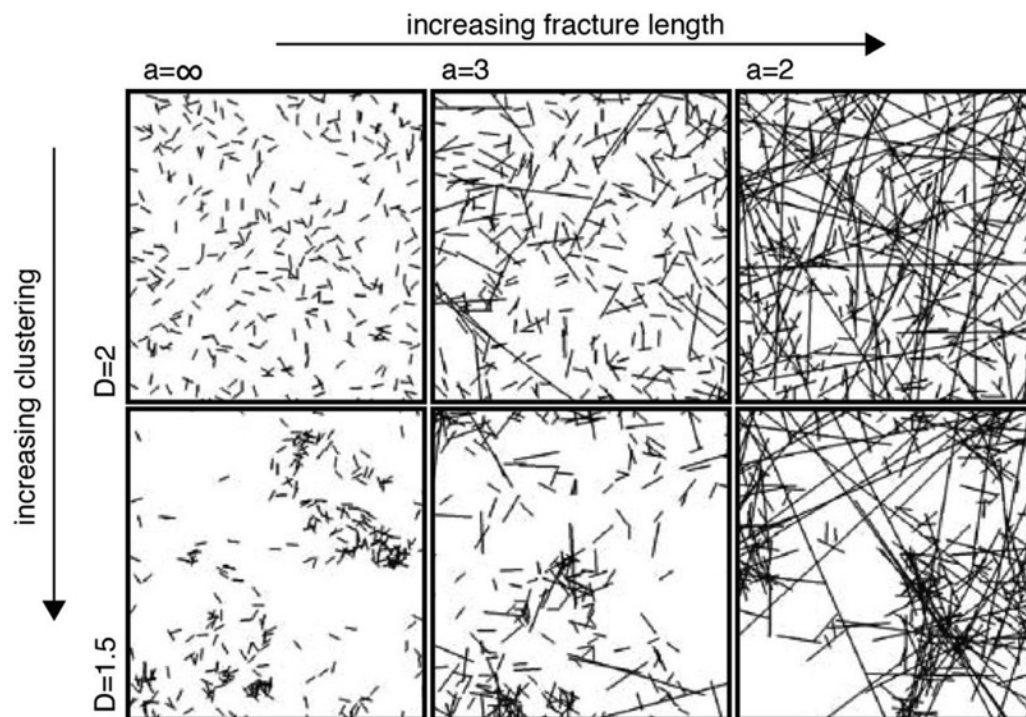 increasing fracture length
a=∞
a=3
a=2
increasing clustering
D=2
D=1.5